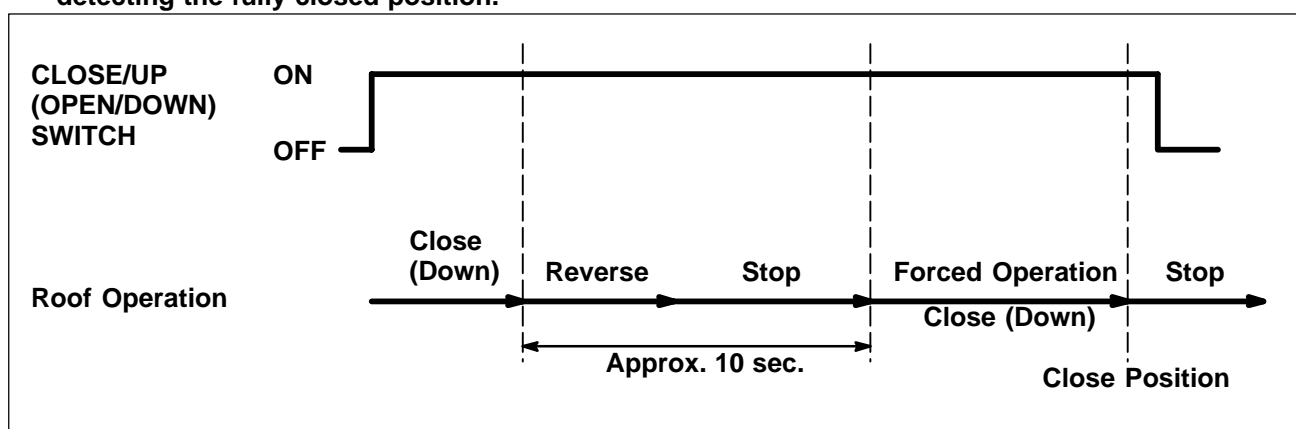 detecting the fully closed position.
CLOSE/UP
(OPEN/DOWN)
SWITCH
ON
OFF
Roof Operation
Close
(Down)
Reverse
Stop
Forced Operation
Close (Down)
Stop
Approx. 10 sec.
Close Position